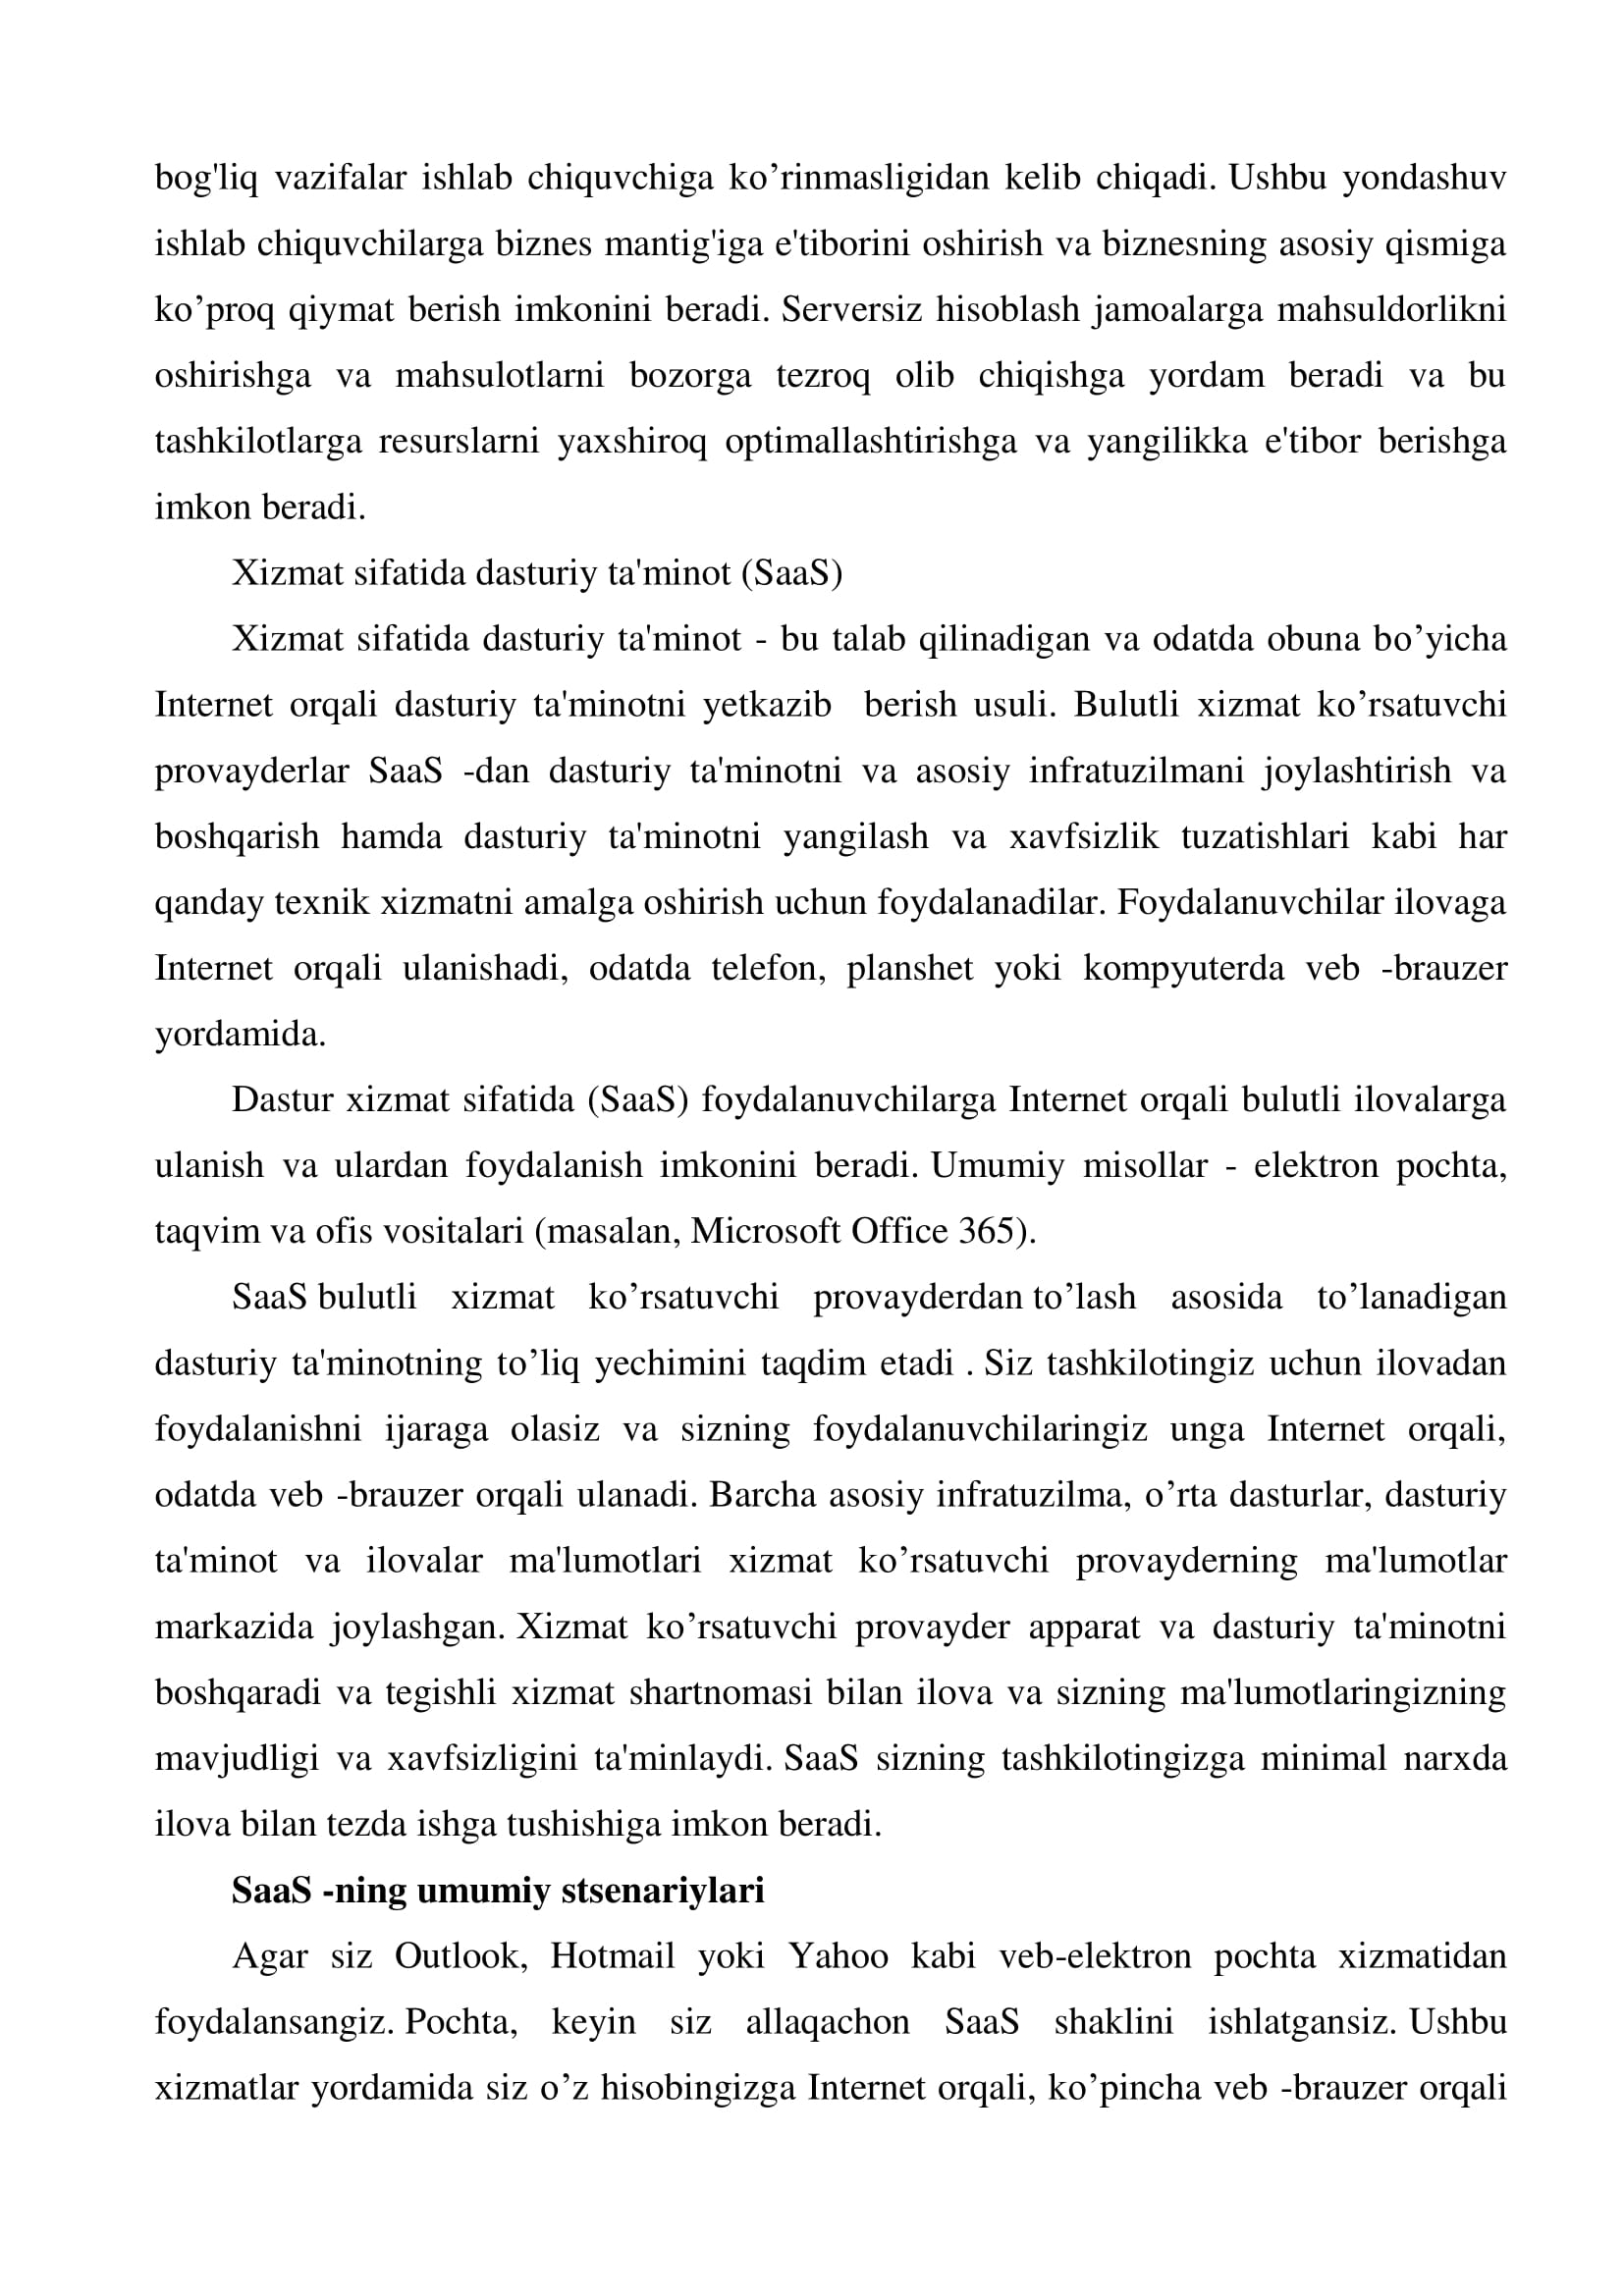 bog'liq vazifalar ishlab chiquvchiga ko’rinmasligidan kelib chiqadi. Ushbu yondashuv
ishlab chiquvchilarga biznes mantig'iga e'tiborini oshirish va biznesning asosiy qismiga
ko’proq qiymat berish imkonini beradi. Serversiz hisoblash jamoalarga mahsuldorlikni
oshirishga va mahsulotlarni bozorga tezroq olib chiqishga yordam beradi va bu
tashkilotlarga resurslarni yaxshiroq optimallashtirishga va yangilikka e'tibor berishga
imkon beradi.
Xizmat sifatida dasturiy ta'minot (SaaS)
Xizmat sifatida dasturiy ta'minot - bu talab qilinadigan va odatda obuna bo’yicha
Internet orqali dasturiy ta'minotni yetkazib berish usuli. Bulutli xizmat ko’rsatuvchi
provayderlar SaaS -dan dasturiy ta'minotni va asosiy infratuzilmani joylashtirish va
boshqarish hamda dasturiy ta'minotni yangilash va xavfsizlik tuzatishlari kabi har
qanday texnik xizmatni amalga oshirish uchun foydalanadilar. Foydalanuvchilar ilovaga
Internet orqali ulanishadi, odatda telefon, planshet yoki kompyuterda veb -brauzer
yordamida.
Dastur xizmat sifatida (SaaS) foydalanuvchilarga Internet orqali bulutli ilovalarga
ulanish va ulardan foydalanish imkonini beradi. Umumiy misollar - elektron pochta,
taqvim va ofis vositalari (masalan, Microsoft Office 365).
SaaS bulutli xizmat ko’rsatuvchi provayderdan to’lash asosida to’lanadigan
dasturiy ta'minotning to’liq yechimini taqdim etadi . Siz tashkilotingiz uchun ilovadan
foydalanishni ijaraga olasiz va sizning foydalanuvchilaringiz unga Internet orqali,
odatda veb -brauzer orqali ulanadi. Barcha asosiy infratuzilma, o’rta dasturlar, dasturiy
ta'minot va ilovalar ma'lumotlari xizmat ko’rsatuvchi provayderning ma'lumotlar
markazida joylashgan. Xizmat ko’rsatuvchi provayder apparat va dasturiy ta'minotni
boshqaradi va tegishli xizmat shartnomasi bilan ilova va sizning ma'lumotlaringizning
mavjudligi va xavfsizligini ta'minlaydi. SaaS sizning tashkilotingizga minimal narxda
ilova bilan tezda ishga tushishiga imkon beradi.
SaaS -ning umumiy stsenariylari
Agar siz Outlook, Hotmail yoki Yahoo kabi veb-elektron pochta xizmatidan
foydalansangiz. Pochta, keyin siz allaqachon SaaS shaklini ishlatgansiz. Ushbu
xizmatlar yordamida siz o’z hisobingizga Internet orqali, ko’pincha veb -brauzer orqali